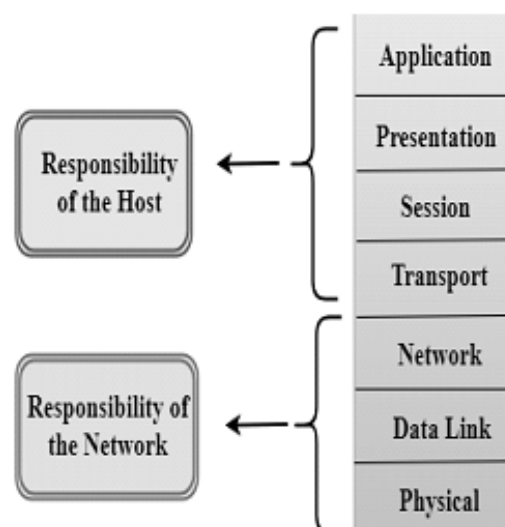 Responsibility
of the Host
Responsibility of
the Network
Application
Presentation
Session
Transport
Network
Data Link
Physical